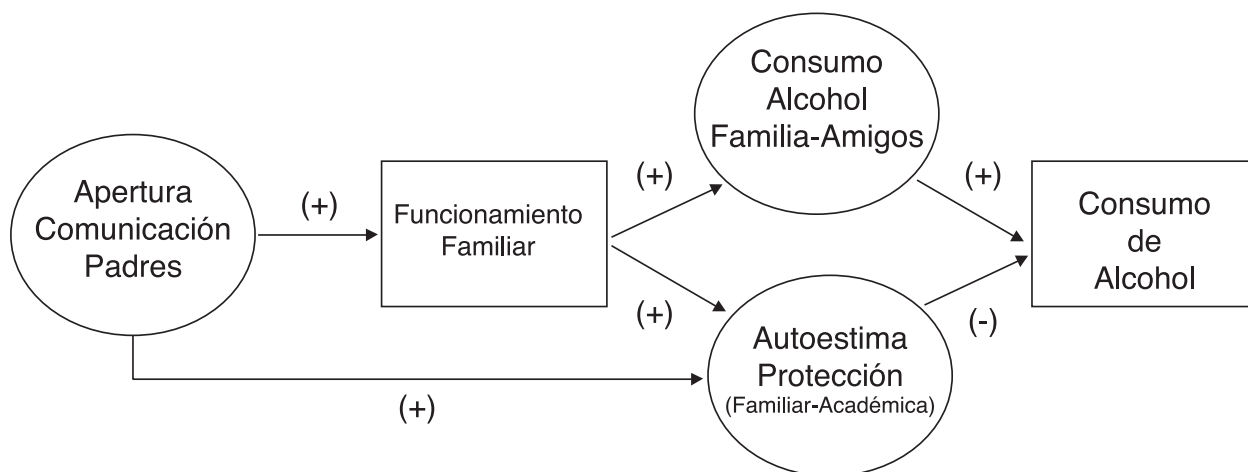 Consumo
Alcohol
Familia-Amigos
Apertura
Comunicación
Padres
(+)
Funcionamiento
Familiar
(+)
(+)
(+)
Consumo
de
Alcohol
(-)
Autoestima
Protección
(Familiar-Académica)
(+)